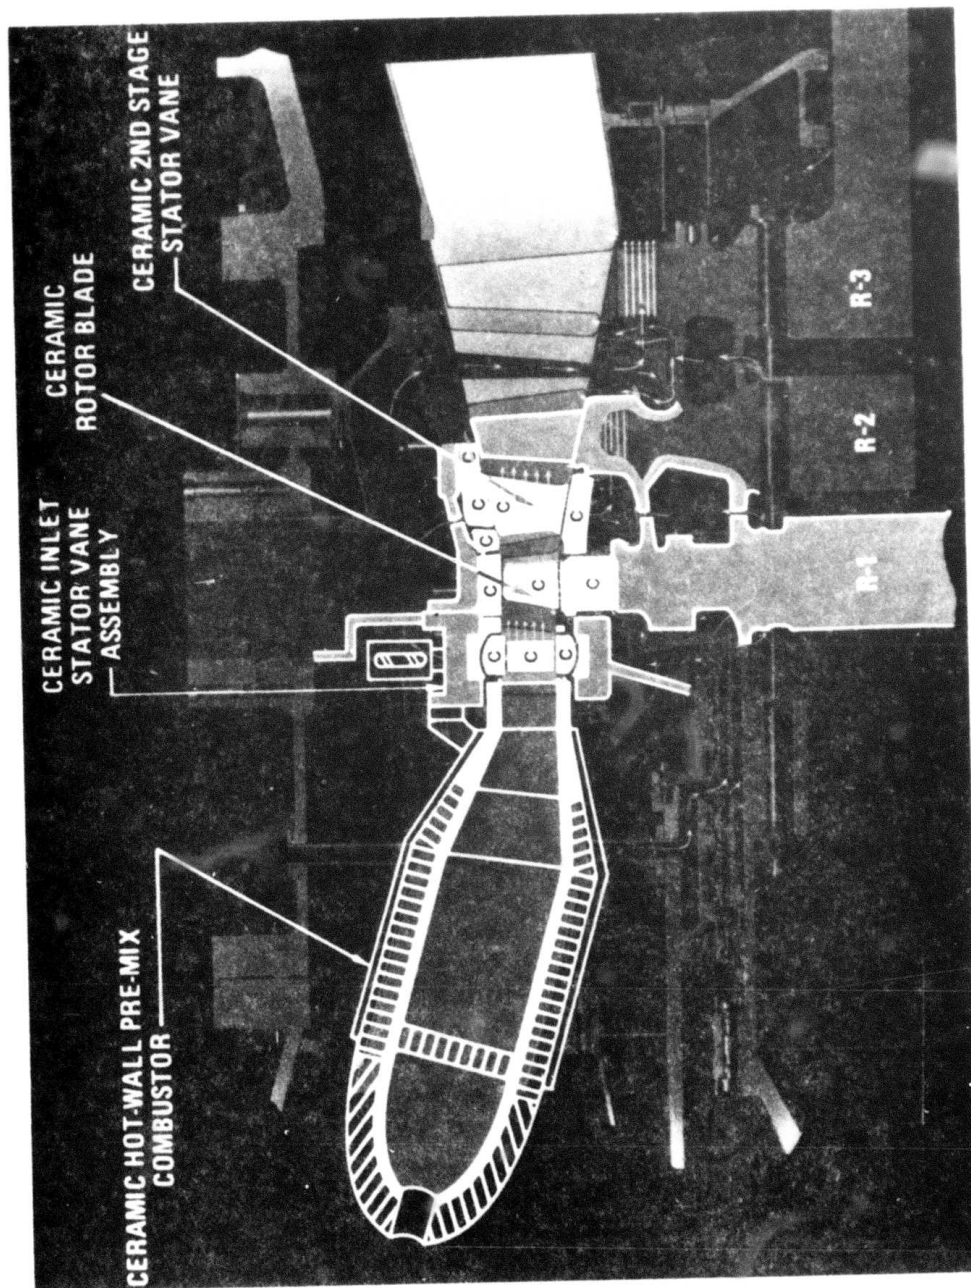 CERAMIC HOT-WALL PRE-MIX
COMBUSTOR
CERAMIC INLET
STATOR VANE
ASSEMBLY
CERAMIC
ROTOR BLADE
CERAMIC 2ND STAGE
STATOR VANE
C
C
C
C
C
C
C
C
C
C
C
R-1
R-2
R-3